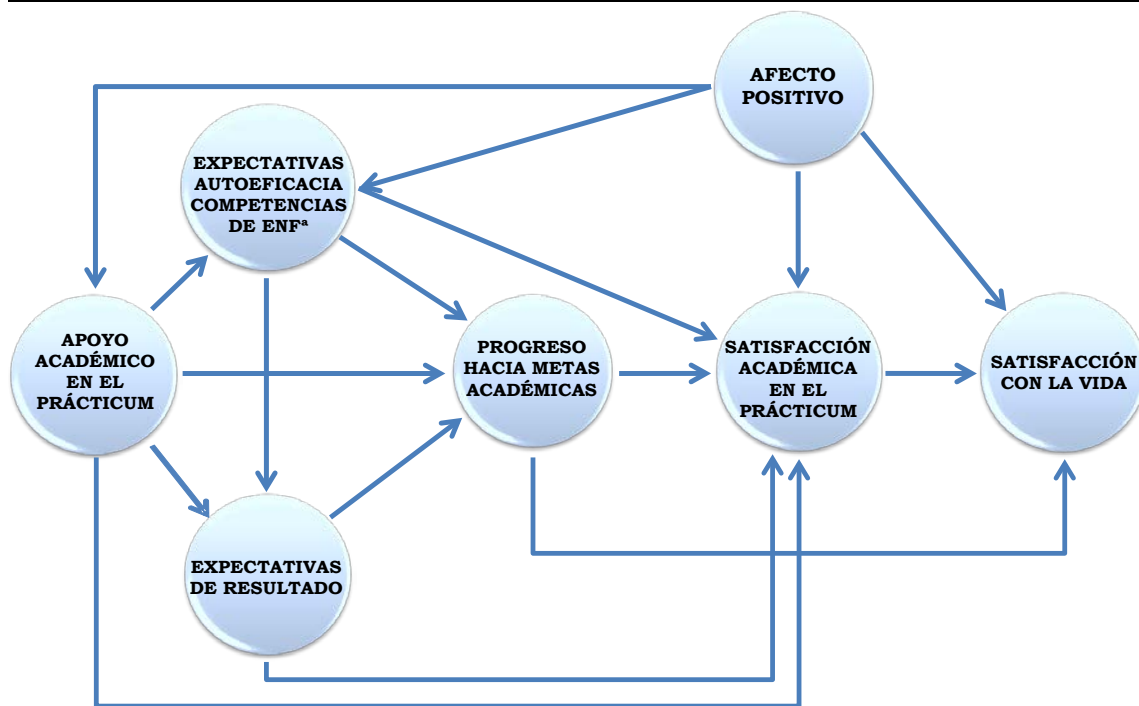 AFECTO
POSITIVO
EXPECTATIVAS
AUTOEFICACIA
COMPETENCIAS
DE ENFª
APOYO
ACADÉMICO
EN EL
PRÁCTICUM
PROGRESO
HACIA METAS
ACADÉMICAS
SATISFACCIÓN
ACADÉMICA
EN EL
PRÁCTICUM
SATISFACCIÓN
CON LA VIDA
EXPECTATIVAS
DE RESULTADO